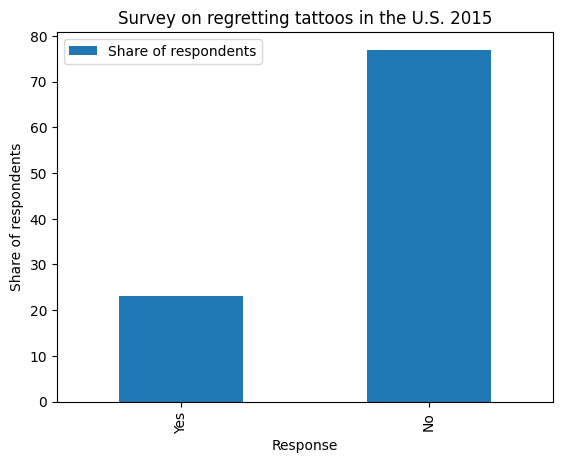 Survey on regretting tattoos in the U.S. 2015
Share of respondents
80
70
60
50
40
30
20
10
0
Share of respondents
Yes
No
Response